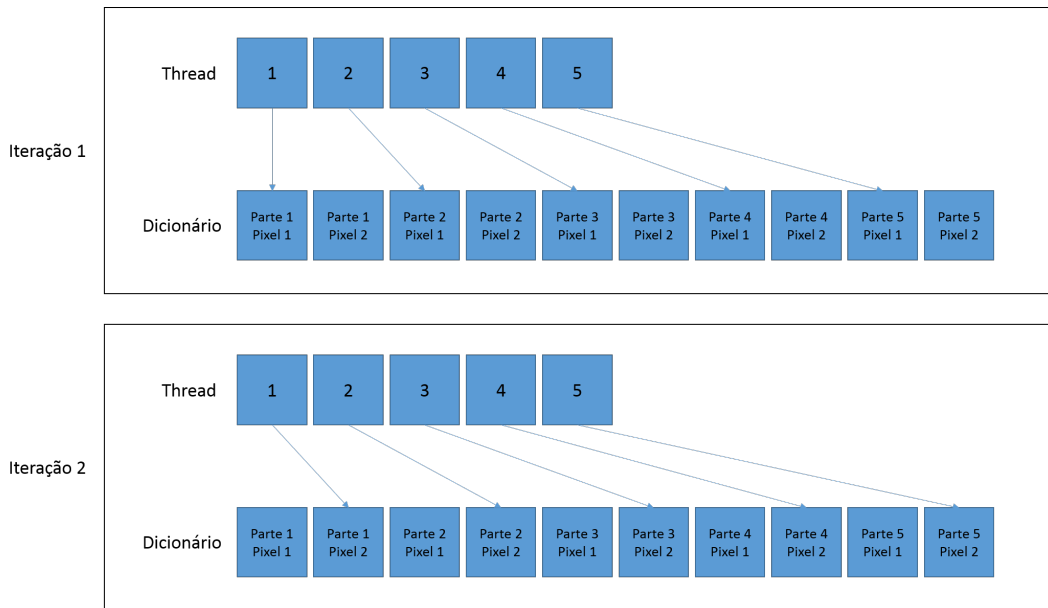 Iteração 1
Thread
1 2 3 4 5
Dicionário
Parte 1 Parte 1 Parte 2 Parte 2 Parte 3 Parte 3 Parte 4 Parte 4 Parte 5 Parte 5
Pixel 1 Pixel 2 Pixel 1 Pixel 2 Pixel 1 Pixel 2 Pixel 1 Pixel 2 Pixel 1 Pixel 2
Iteração 2
Thread
1 2 3 4 5
Dicionário
Parte 1 Parte 1 Parte 2 Parte 2 Parte 3 Parte 3 Parte 4 Parte 4 Parte 5 Parte 5
Pixel 1 Pixel 2 Pixel 1 Pixel 2 Pixel 1 Pixel 2 Pixel 1 Pixel 2 Pixel 1 Pixel 2